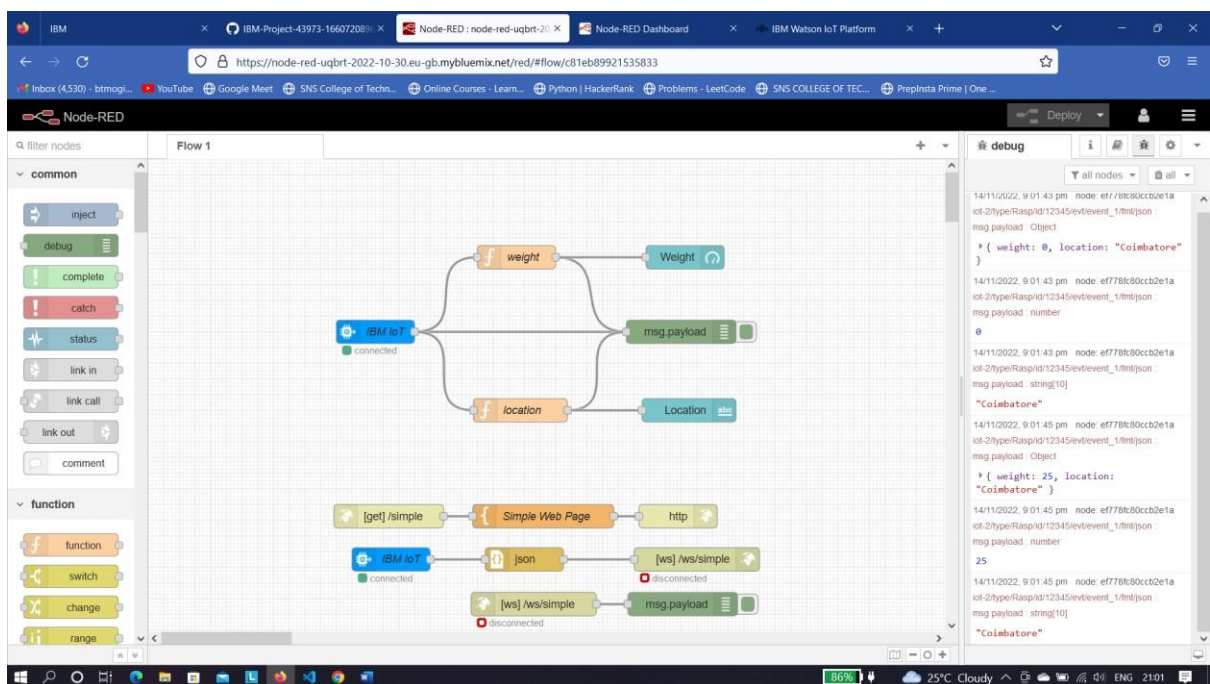 IBM
IBM-Project-43973-1660720896
Node-RED : node-red-uqbrt-20
Node-RED Dashboard
IBM Watson IoT Platform
https://node-red-uqbrt-2022-10-30.eu-gb.mybluemix.net/red/#flow/c81eb89921535833
Inbox (4,530) - btmogi...
YouTube
Google Meet
SNS College of Techn...
Online Courses - Learn...
Python | HackerRank
Problems - LeetCode
SNS COLLEGE OF TEC...
PrepInsta Prime | One ...
Node-RED
Deploy
filter nodes
common
inject
debug
complete
catch
status
link in
link call
link out
comment
function
function
switch
change
range
Flow 1
weight
Weight
IBM IoT
connected
msg.payload
location
Location
abc
[get] /simple
Simple Web Page
http
IBM IoT
connected
json
[ws] /ws/simple
disconnected
[ws] /ws/simple
disconnected
msg.payload
debug
i
all nodes
all
14/11/2022, 9:01:43 pm node: ef778fc80ccb2e1a
iot-2/type/Rasp/id/12345/evt/event_1/fmt/json :
msg.payload : Object
{ weight: 0, location: "Coimbatore"
}
14/11/2022, 9:01:43 pm node: ef778fc80ccb2e1a
iot-2/type/Rasp/id/12345/evt/event_1/fmt/json :
msg.payload : number
0
14/11/2022, 9:01:43 pm node: ef778fc80ccb2e1a
iot-2/type/Rasp/id/12345/evt/event_1/fmt/json :
msg.payload : string[10]
"Coimbatore"
14/11/2022, 9:01:45 pm node: ef778fc80ccb2e1a
iot-2/type/Rasp/id/12345/evt/event_1/fmt/json :
msg.payload : Object
{ weight: 25, location:
"Coimbatore" }
14/11/2022, 9:01:45 pm node: ef778fc80ccb2e1a
iot-2/type/Rasp/id/12345/evt/event_1/fmt/json :
msg.payload : number
25
14/11/2022, 9:01:45 pm node: ef778fc80ccb2e1a
iot-2/type/Rasp/id/12345/evt/event_1/fmt/json :
msg.payload : string[10]
"Coimbatore"
86%
25°C Cloudy
ENG
21:01